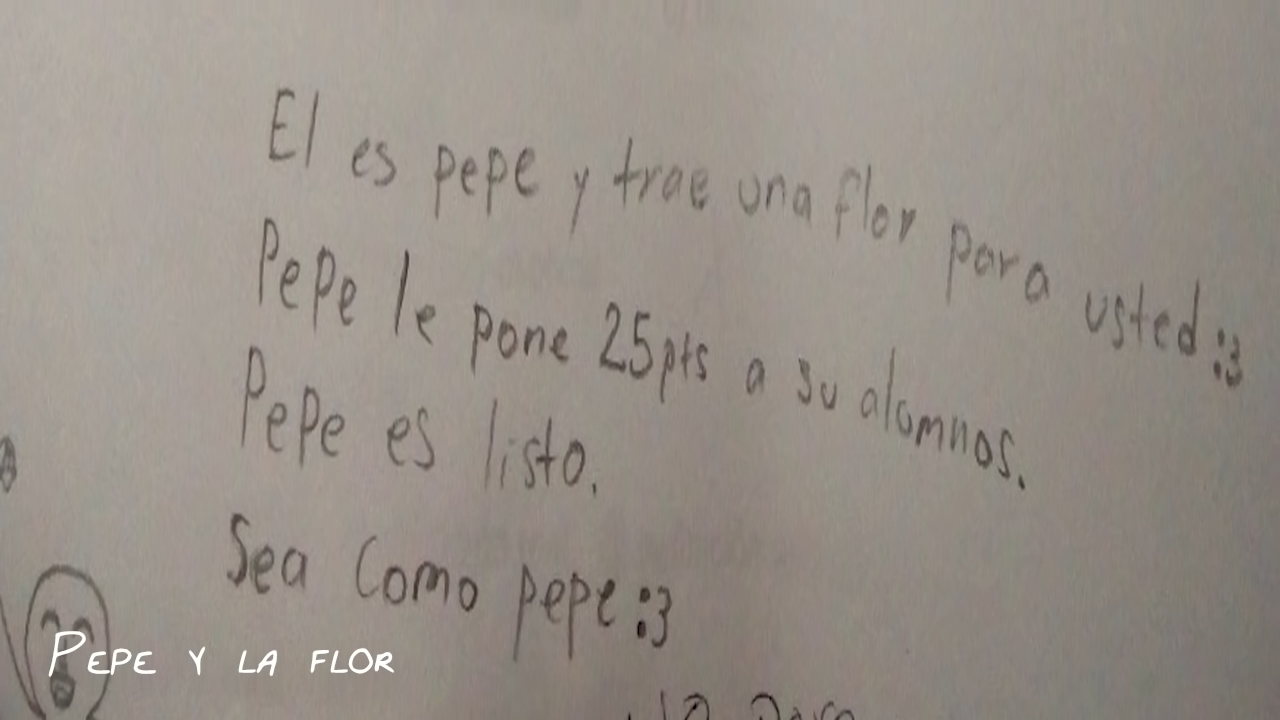 El es pepe y trae una flor para usted :3
Pepe le pone 25pts a su alomnos.
Pepe es listo.
Sea como pepe :3
PEPE Y LA FLOR